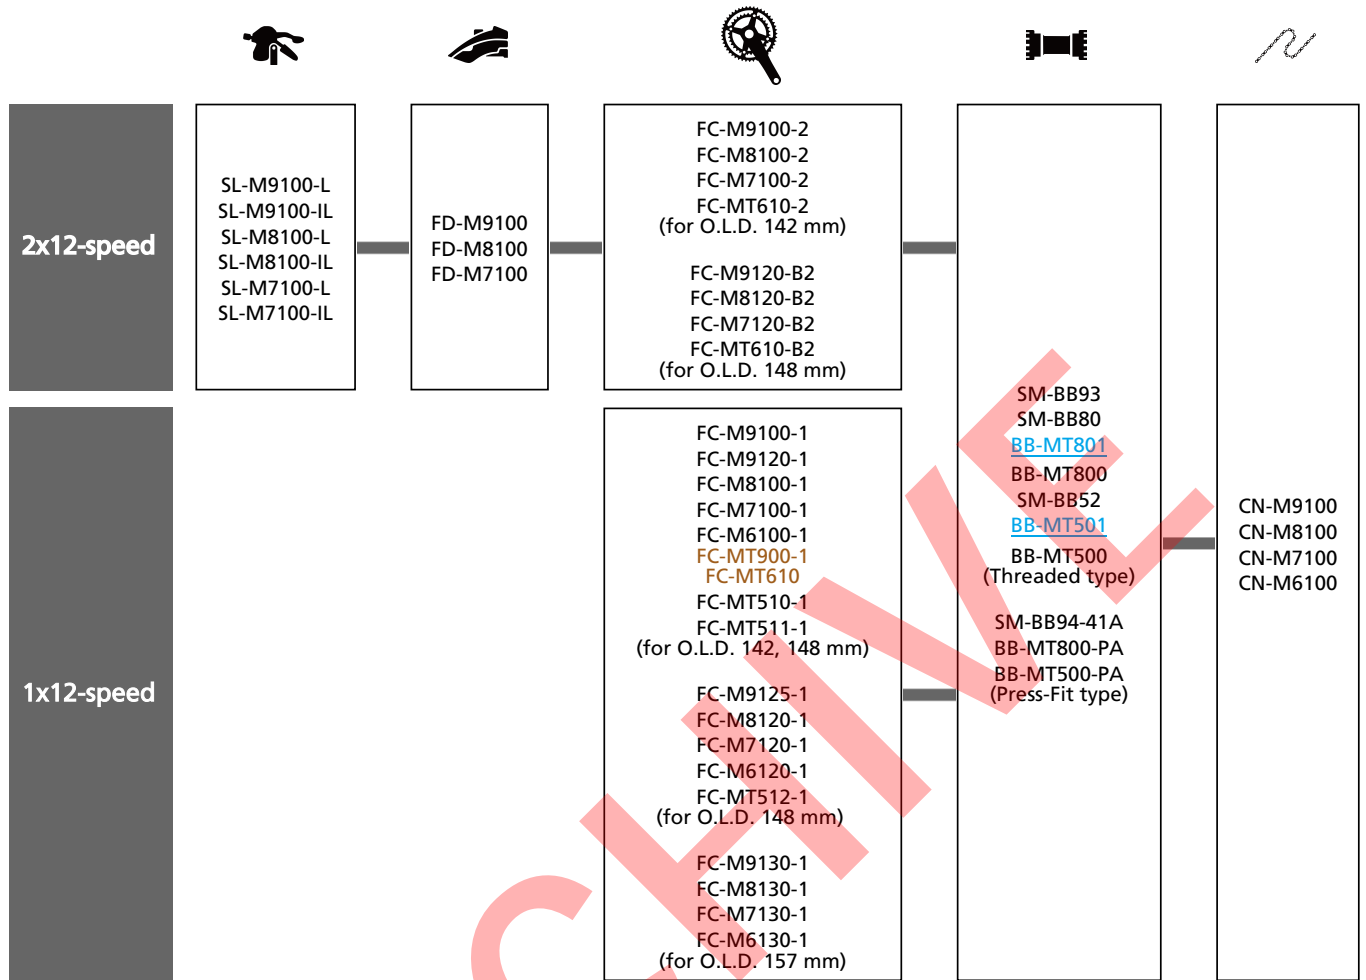 2x12-speed
SL-M9100-L
SL-M9100-IL
SL-M8100-L
SL-M8100-IL
SL-M7100-L
SL-M7100-IL
FD-M9100
FD-M8100
FD-M7100
FC-M9100-2
FC-M8100-2
FC-M7100-2
FC-MT610-2
(for O.L.D. 142 mm)
FC-M9120-B2
FC-M8120-B2
FC-M7120-B2
FC-MT610-B2
(for O.L.D. 148 mm)
1x12-speed
FC-M9100-1
FC-M9120-1
FC-M8100-1
FC-M7100-1
FC-M6100-1
FC-MT900-1
FC-MT610
FC-MT510-1
FC-MT511-1
(for O.L.D. 142, 148 mm)
FC-M9125-1
FC-M8120-1
FC-M7120-1
FC-M6120-1
FC-MT512-1
(for O.L.D. 148 mm)
FC-M9130-1
FC-M8130-1
FC-M7130-1
FC-M6130-1
(for O.L.D. 157 mm)
SM-BB93
SM-BB80
BB-MT801
BB-MT800
SM-BB52
BB-MT501
BB-MT500
(Threaded type)
SM-BB94-41A
BB-MT800-PA
BB-MT500-PA
(Press-Fit type)
CN-M9100
CN-M8100
CN-M7100
CN-M6100
CHIVE